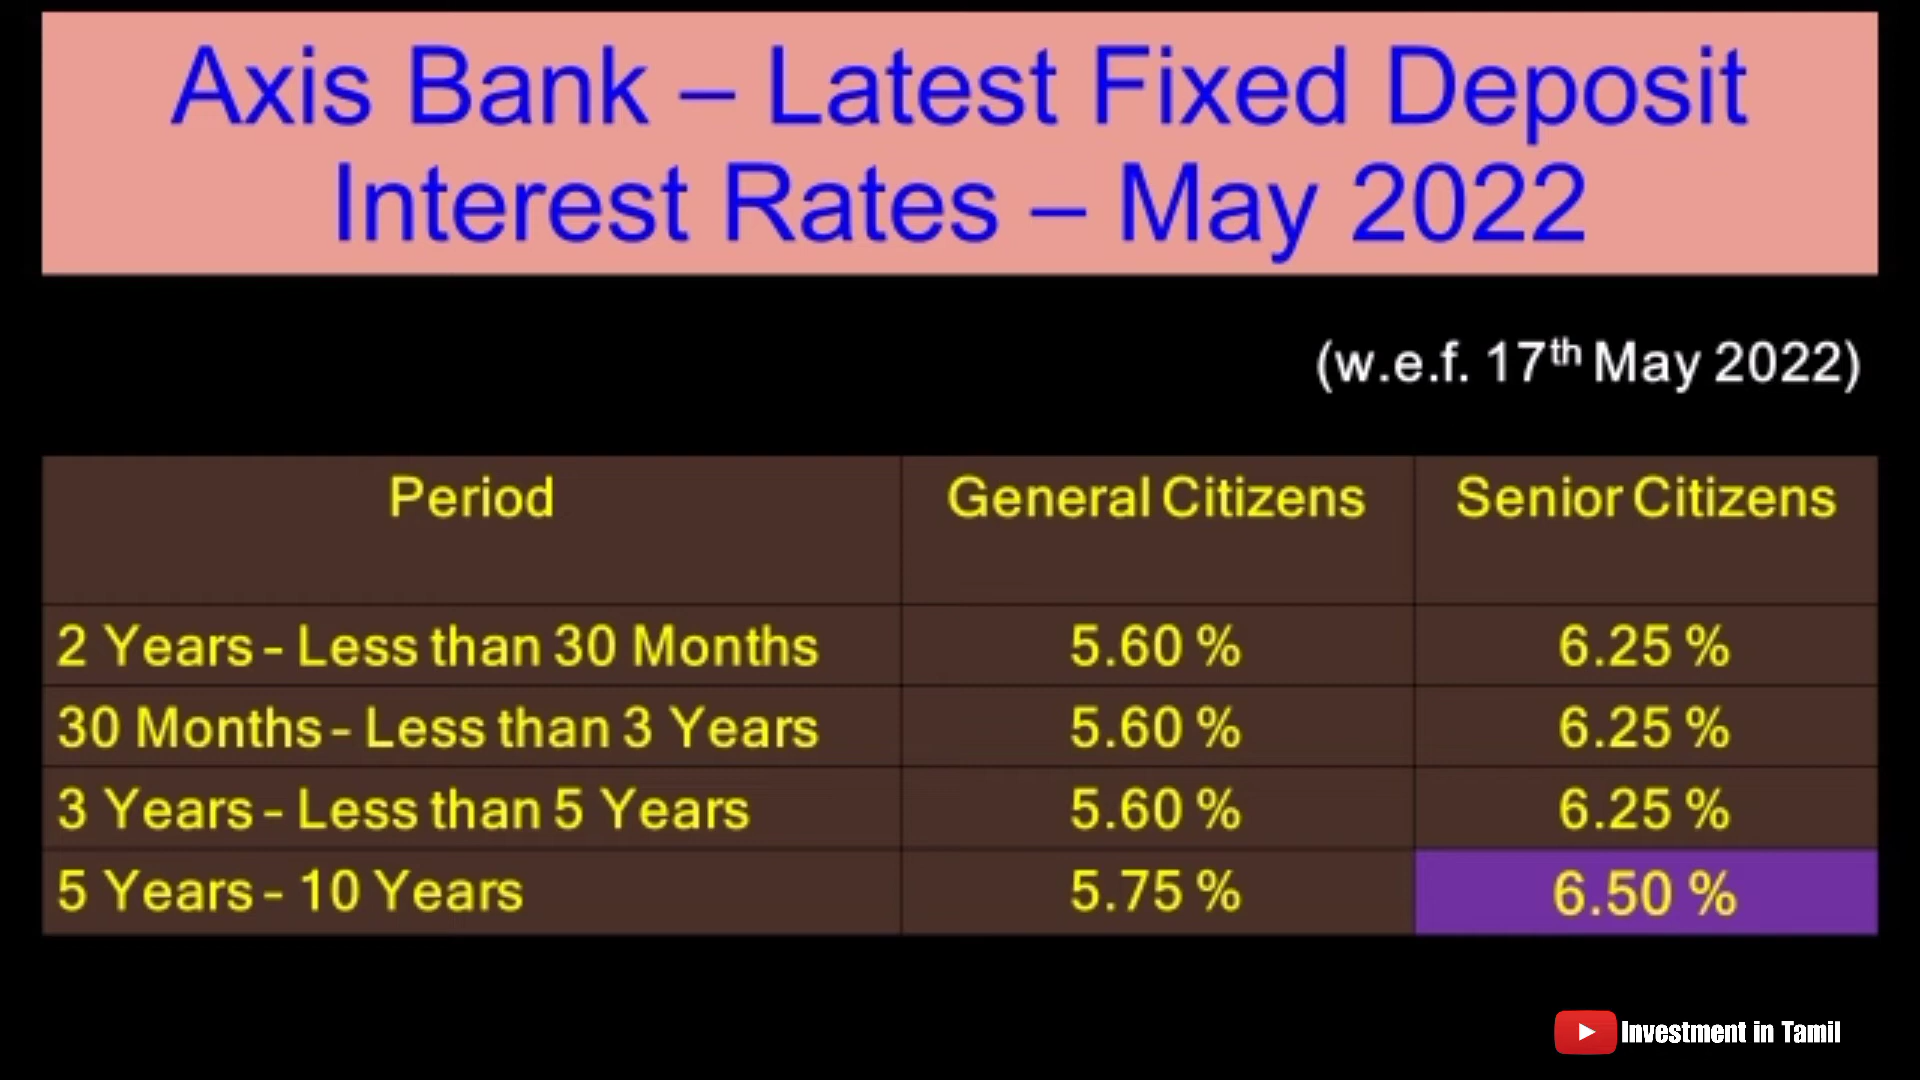 Axis Bank – Latest Fixed Deposit
Interest Rates – May 2022
(w.e.f. 17th May 2022)
Period General Citizens Senior Citizens
2 Years - Less than 30 Months 5.60 % 6.25 %
30 Months - Less than 3 Years 5.60 % 6.25 %
3 Years - Less than 5 Years 5.60 % 6.25 %
5 Years - 10 Years 5.75 % 6.50 %
Investment in Tamil